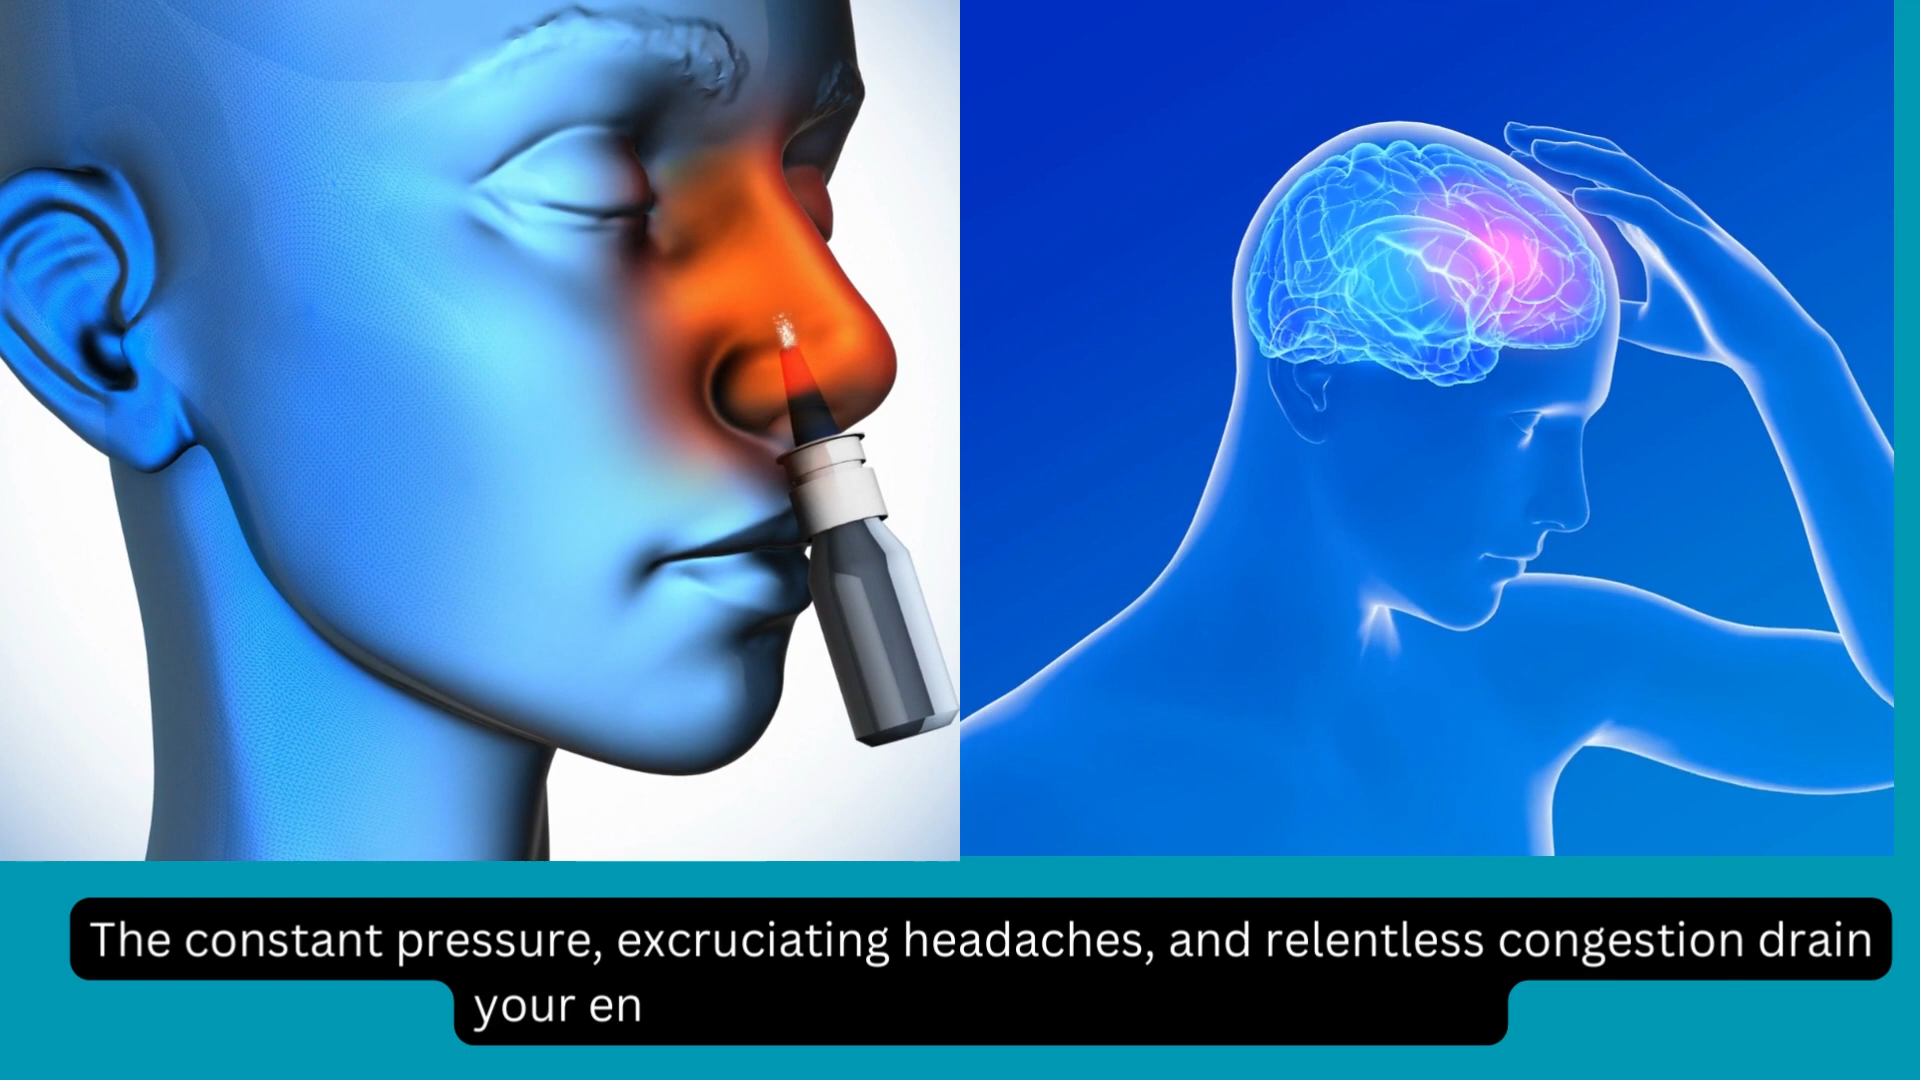 The constant pressure, excruciating headaches, and relentless congestion drain
your en